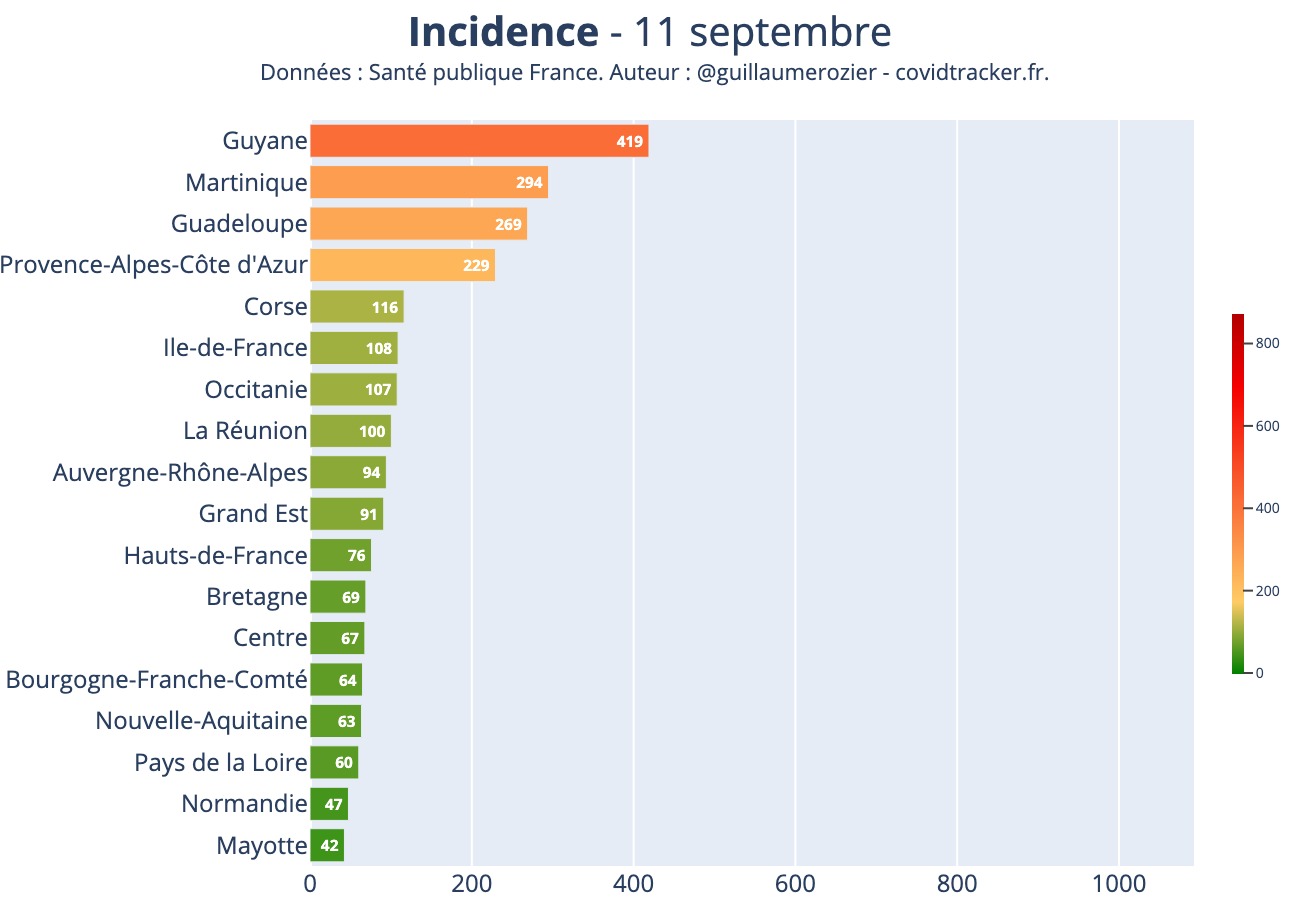 Incidence - 11 septembre
Données : Santé publique France. Auteur : @guillaumerozier - covidtracker.fr.
Guyane 419
Martinique 294
Guadeloupe 269
Provence-Alpes-Côte d'Azur 229
Corse 116
Ile-de-France 108
Occitanie 107
La Réunion 100
Auvergne-Rhône-Alpes 94
Grand Est 91
Hauts-de-France 76
Bretagne 69
Centre 67
Bourgogne-Franche-Comté 64
Nouvelle-Aquitaine 63
Pays de la Loire 60
Normandie 47
Mayotte 42
0 200 400 600 800 1000
800
600
400
200
0